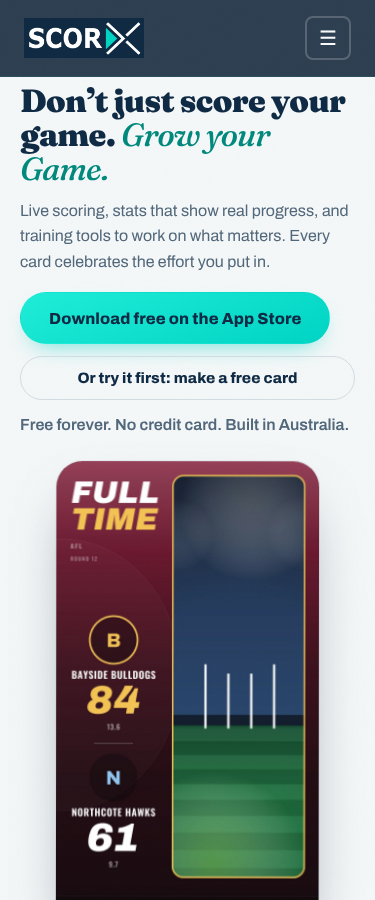 SCORX
☰
Don’t just score your
game. Grow your
Game.
Live scoring, stats that show real progress, and
training tools to work on what matters. Every
card celebrates the effort you put in.
Download free on the App Store
Or try it first: make a free card
Free forever. No credit card. Built in Australia.
FULL
TIME
AFL
ROUND 12
B
BAYSIDE BULLDOGS
84
13.6
N
NORTHCOTE HAWKS
61
9.7